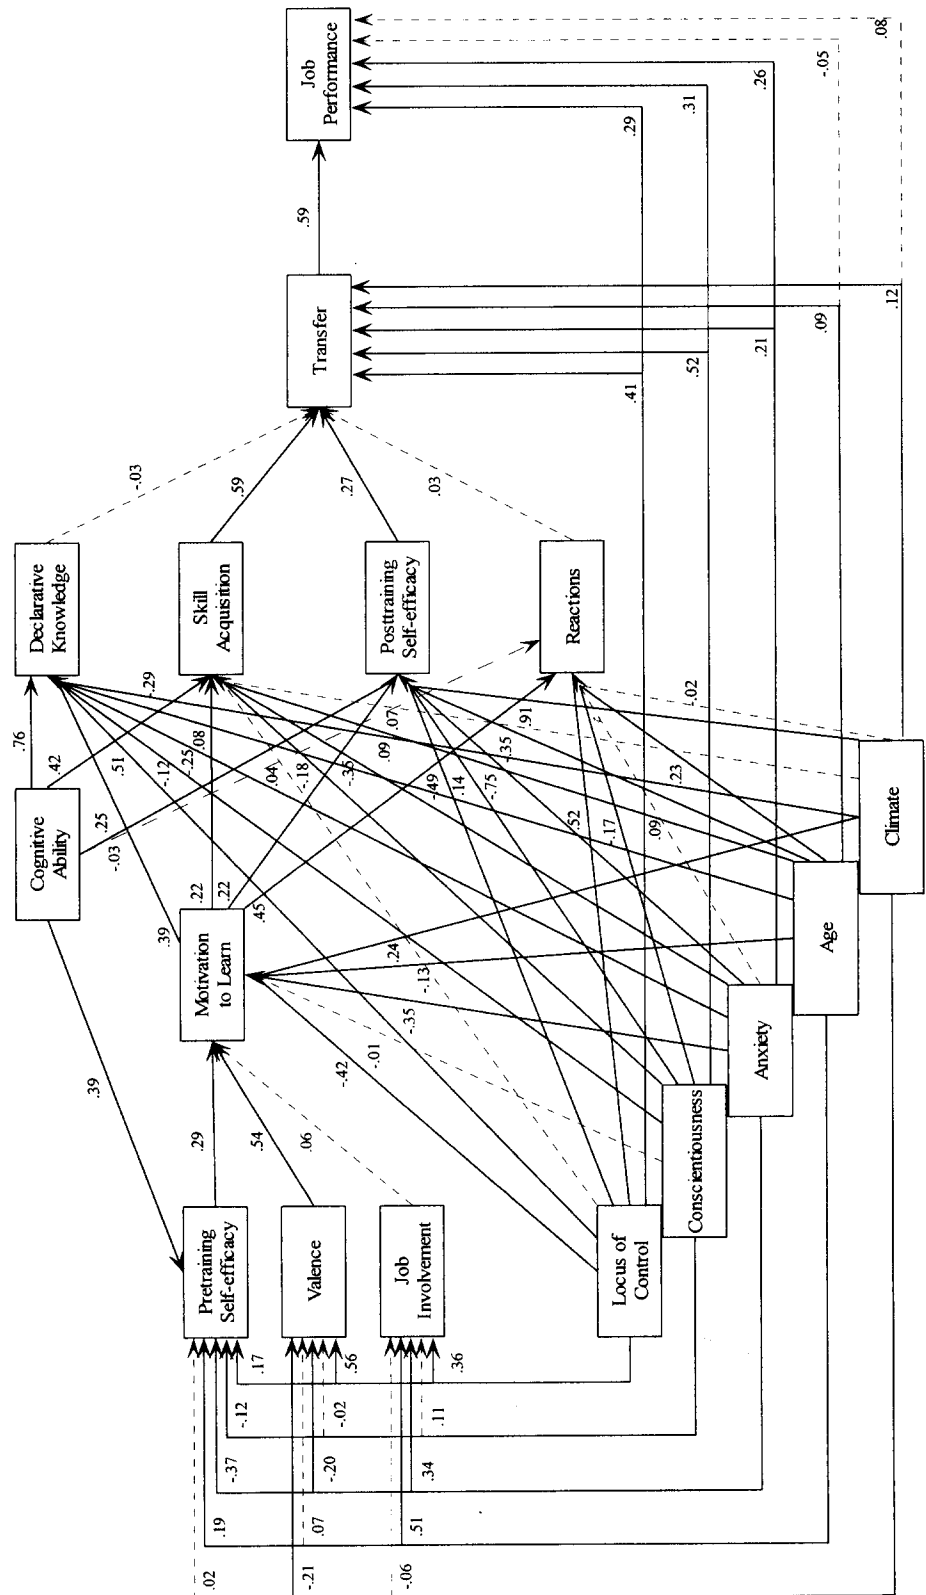 Cognitive
Ability
Declarative
Knowledge
Skill
Acquisition
Posttraining
Self-efficacy
Reactions
Motivation
to Learn
Pretraining
Self-efficacy
Valence
Job
Involvement
Transfer
Job
Performance
Locus of
Control
Conscientiousness
Anxiety
Age
Climate
.02
.19
-.37
-.12
.17
-.21
.07
-.20
-.02
.56
-.06
.51
.34
.11
.36
.39
.29
.54
.06
.76
.42
.25
-.03
.39
.22
.22
.45
-.42
-.01
-.35
-.13
.24
.51
-.12
-.25
.08
-.29
.04
-.18
-.35
.09
.07
-.49
.14
-.75
-.35
.91
.52
-.17
.09
.23
-.02
-.03
.59
.27
.03
.59
.41
.52
.21
.09
.12
.29
.31
.26
-.05
.08